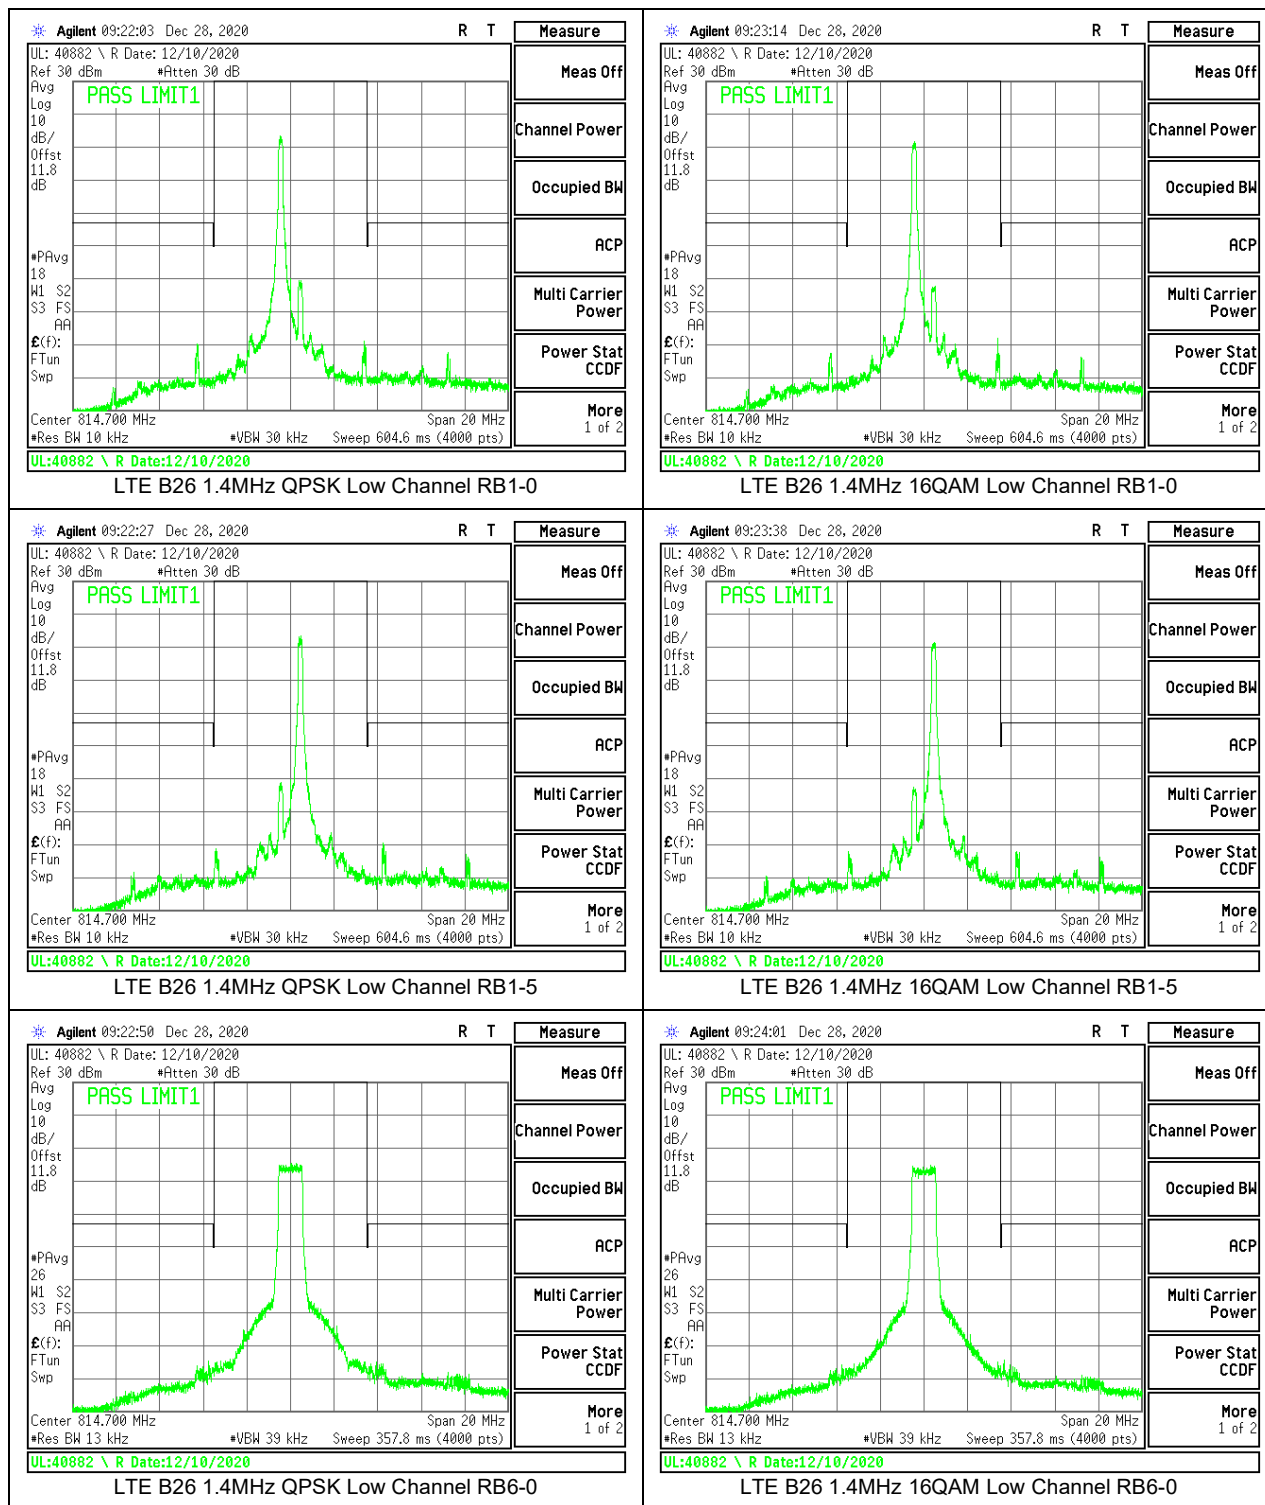 Agilent 09:22:03 Dec 28, 2020 R T Measure
UL: 40882 \ R Date: 12/10/2020
Ref 30 dBm #Atten 30 dB Meas Off
Avg
PASS LIMIT1
Log
10
dB/ Channel Power
Offst
11.8
dB Occupied BW
ACP
#PAvg
18
W1 S2 Multi Carrier
S3 FS Power
AA
£(f): Power Stat
FTun CCDF
Swp
More
Center 814.700 MHz Span 20 MHz 1 of 2
#Res BW 10 kHz #VBW 30 kHz Sweep 604.6 ms (4000 pts)
UL:40882 \ R Date:12/10/2020
LTE B26 1.4MHz QPSK Low Channel RB1-0
Agilent 09:23:14 Dec 28, 2020 R T Measure
UL: 40882 \ R Date: 12/10/2020
Ref 30 dBm #Atten 30 dB Meas Off
Avg
PASS LIMIT1
Log
10
dB/ Channel Power
Offst
11.8
dB Occupied BW
ACP
#PAvg
18
W1 S2 Multi Carrier
S3 FS Power
AA
£(f): Power Stat
FTun CCDF
Swp
More
Center 814.700 MHz Span 20 MHz 1 of 2
#Res BW 10 kHz #VBW 30 kHz Sweep 604.6 ms (4000 pts)
UL:40882 \ R Date:12/10/2020
LTE B26 1.4MHz 16QAM Low Channel RB1-0
Agilent 09:22:27 Dec 28, 2020 R T Measure
UL: 40882 \ R Date: 12/10/2020
Ref 30 dBm #Atten 30 dB Meas Off
Avg
PASS LIMIT1
Log
10
dB/ Channel Power
Offst
11.8
dB Occupied BW
ACP
#PAvg
18
W1 S2 Multi Carrier
S3 FS Power
AA
£(f): Power Stat
FTun CCDF
Swp
More
Center 814.700 MHz Span 20 MHz 1 of 2
#Res BW 10 kHz #VBW 30 kHz Sweep 604.6 ms (4000 pts)
UL:40882 \ R Date:12/10/2020
LTE B26 1.4MHz QPSK Low Channel RB1-5
Agilent 09:23:38 Dec 28, 2020 R T Measure
UL: 40882 \ R Date: 12/10/2020
Ref 30 dBm #Atten 30 dB Meas Off
Avg
PASS LIMIT1
Log
10
dB/ Channel Power
Offst
11.8
dB Occupied BW
ACP
#PAvg
18
W1 S2 Multi Carrier
S3 FS Power
AA
£(f): Power Stat
FTun CCDF
Swp
More
Center 814.700 MHz Span 20 MHz 1 of 2
#Res BW 10 kHz #VBW 30 kHz Sweep 604.6 ms (4000 pts)
UL:40882 \ R Date:12/10/2020
LTE B26 1.4MHz 16QAM Low Channel RB1-5
Agilent 09:22:50 Dec 28, 2020 R T Measure
UL: 40882 \ R Date: 12/10/2020
Ref 30 dBm #Atten 30 dB Meas Off
Avg
PASS LIMIT1
Log
10
dB/ Channel Power
Offst
11.8
dB Occupied BW
ACP
#PAvg
26
W1 S2 Multi Carrier
S3 FS Power
AA
£(f): Power Stat
FTun CCDF
Swp
More
Center 814.700 MHz Span 20 MHz 1 of 2
#Res BW 13 kHz #VBW 39 kHz Sweep 357.8 ms (4000 pts)
UL:40882 \ R Date:12/10/2020
LTE B26 1.4MHz QPSK Low Channel RB6-0
Agilent 09:24:01 Dec 28, 2020 R T Measure
UL: 40882 \ R Date: 12/10/2020
Ref 30 dBm #Atten 30 dB Meas Off
Avg
PASS LIMIT1
Log
10
dB/ Channel Power
Offst
11.8
dB Occupied BW
ACP
#PAvg
26
W1 S2 Multi Carrier
S3 FS Power
AA
£(f): Power Stat
FTun CCDF
Swp
More
Center 814.700 MHz Span 20 MHz 1 of 2
#Res BW 13 kHz #VBW 39 kHz Sweep 357.8 ms (4000 pts)
UL:40882 \ R Date:12/10/2020
LTE B26 1.4MHz 16QAM Low Channel RB6-0